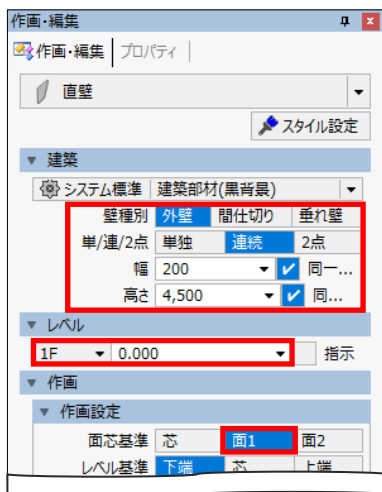 作画・編集
作画・編集 プロパティ
直壁
スタイル設定
建築
システム標準 建築部材(黒背景)
壁種別 外壁 間仕切り 垂れ壁
単/連/2点 単独 連続 2点
幅 200 同一...
高さ 4,500 同...
レベル
1F 0.000 指示
作画
作画設定
面芯基準 芯 面1 面2
レベル基準 下端 芯 上端